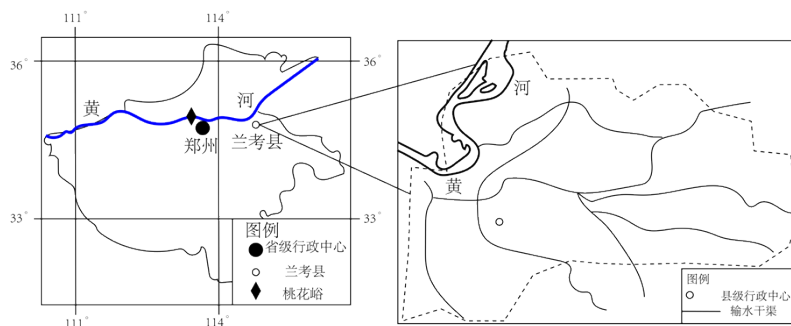 111° 114°
36° 36°
黄 河
郑州 兰考县
33° 33°
图例
省级行政中心
兰考县
桃花峪
111° 114°
河
黄
图例
县级行政中心
输水干渠